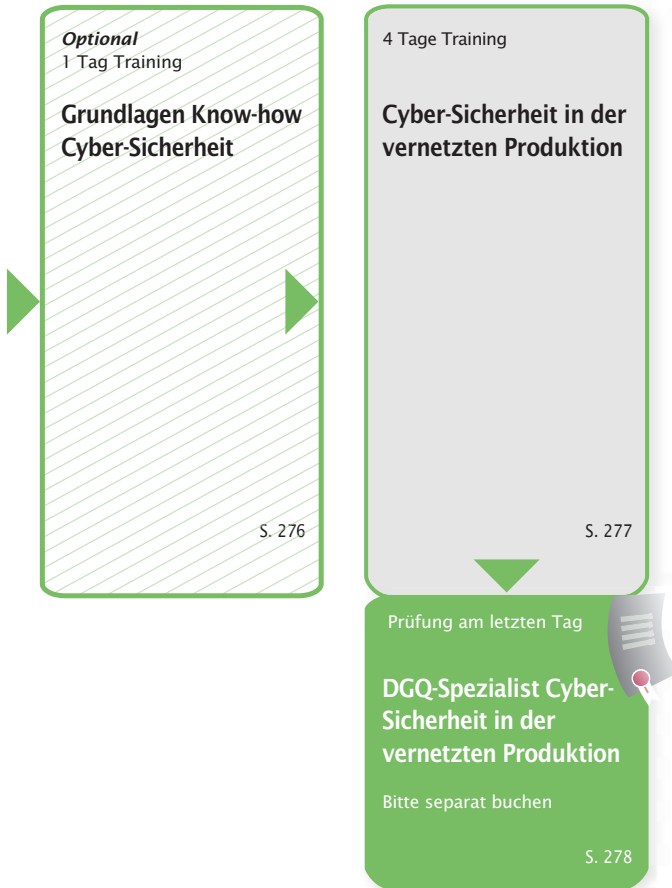 Optional
1 Tag Training
Grundlagen Know-how
Cyber-Sicherheit
S. 276
4 Tage Training
Cyber-Sicherheit in der
vernetzten Produktion
S. 277
Prüfung am letzten Tag
DGQ-Spezialist Cyber-
Sicherheit in der
vernetzten Produktion
Bitte separat buchen
S. 278